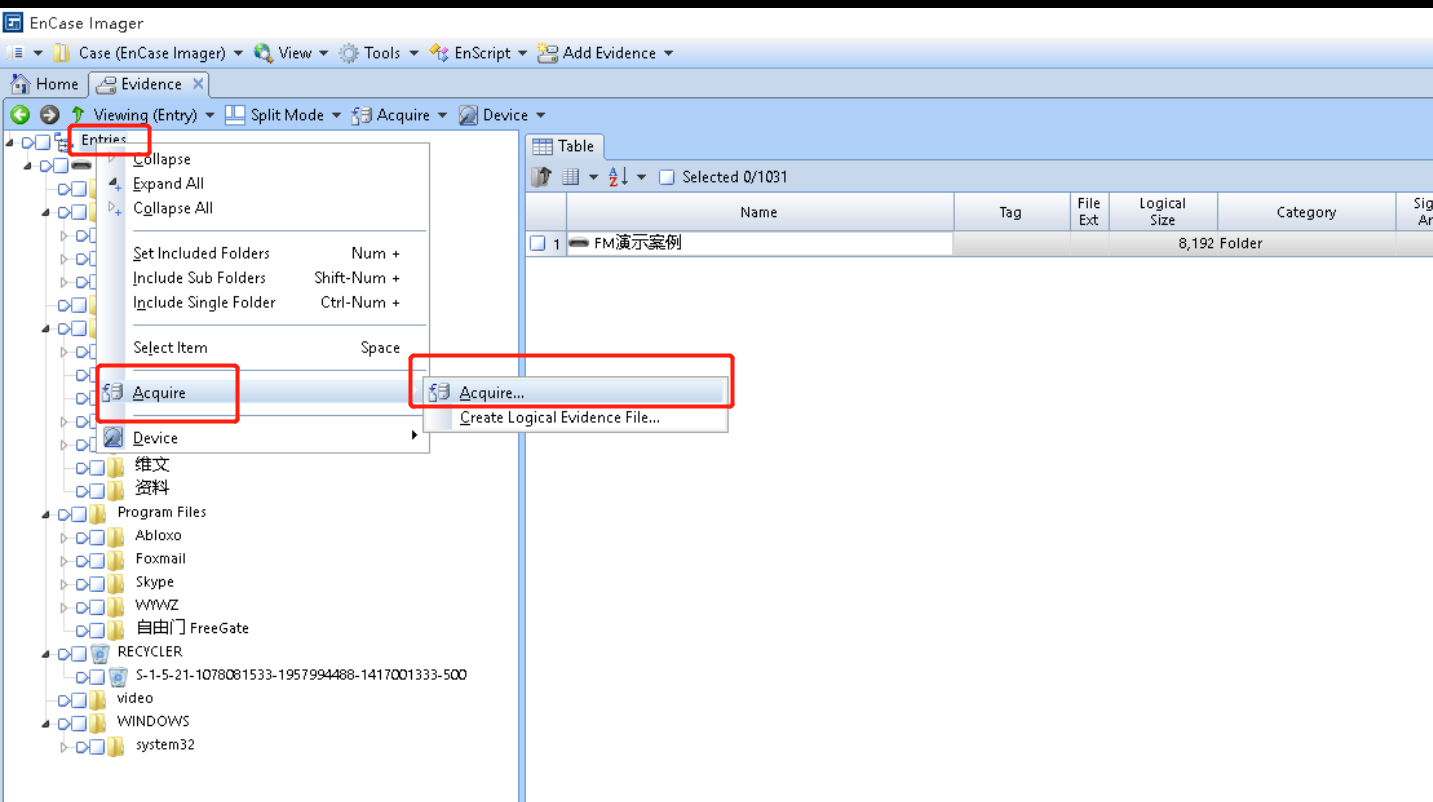 EnCase Imager
Case (EnCase Imager) View Tools EnScript Add Evidence
Home Evidence
Viewing (Entry) Split Mode Acquire Device
Entries
Collapse
Expand All
Collapse All
Set Included Folders Num +
Include Sub Folders Shift-Num +
Include Single Folder Ctrl-Num +
Select Item Space
Acquire
Device
Acquire...
Create Logical Evidence File...
维文
资料
Program Files
Abloxo
Foxmail
Skype
WYWZ
自由门 FreeGate
RECYCLER
S-1-5-21-1078081533-1957994488-1417001333-500
video
WINDOWS
system32
Table
Selected 0/1031
Name Tag File Ext Logical Size Category
1 FM演示案例 8,192 Folder